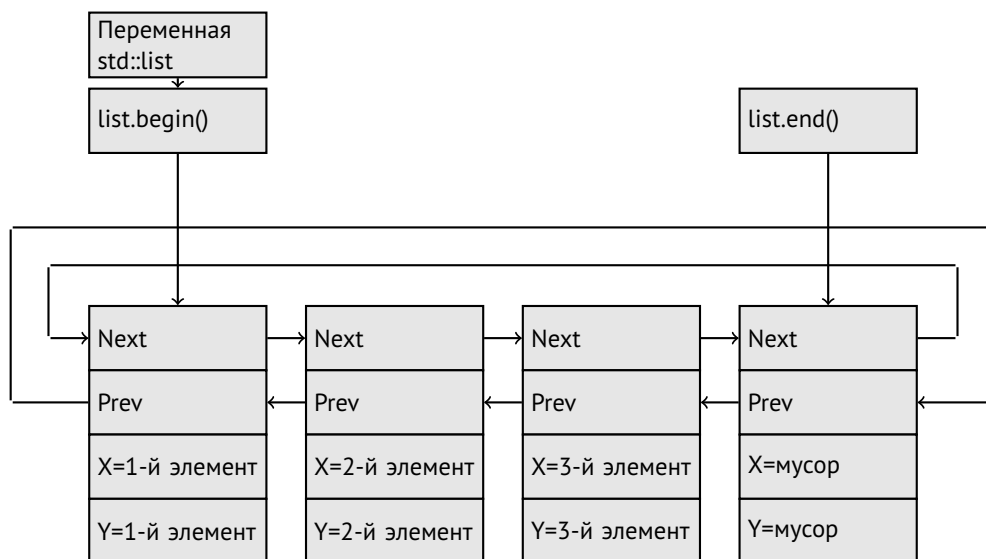 Переменная
std::list
list.begin()
list.end()
Next
Next
Next
Next
Prev
Prev
Prev
Prev
X=1-й элемент
X=2-й элемент
X=3-й элемент
X=мусор
Y=1-й элемент
Y=2-й элемент
Y=3-й элемент
Y=мусор